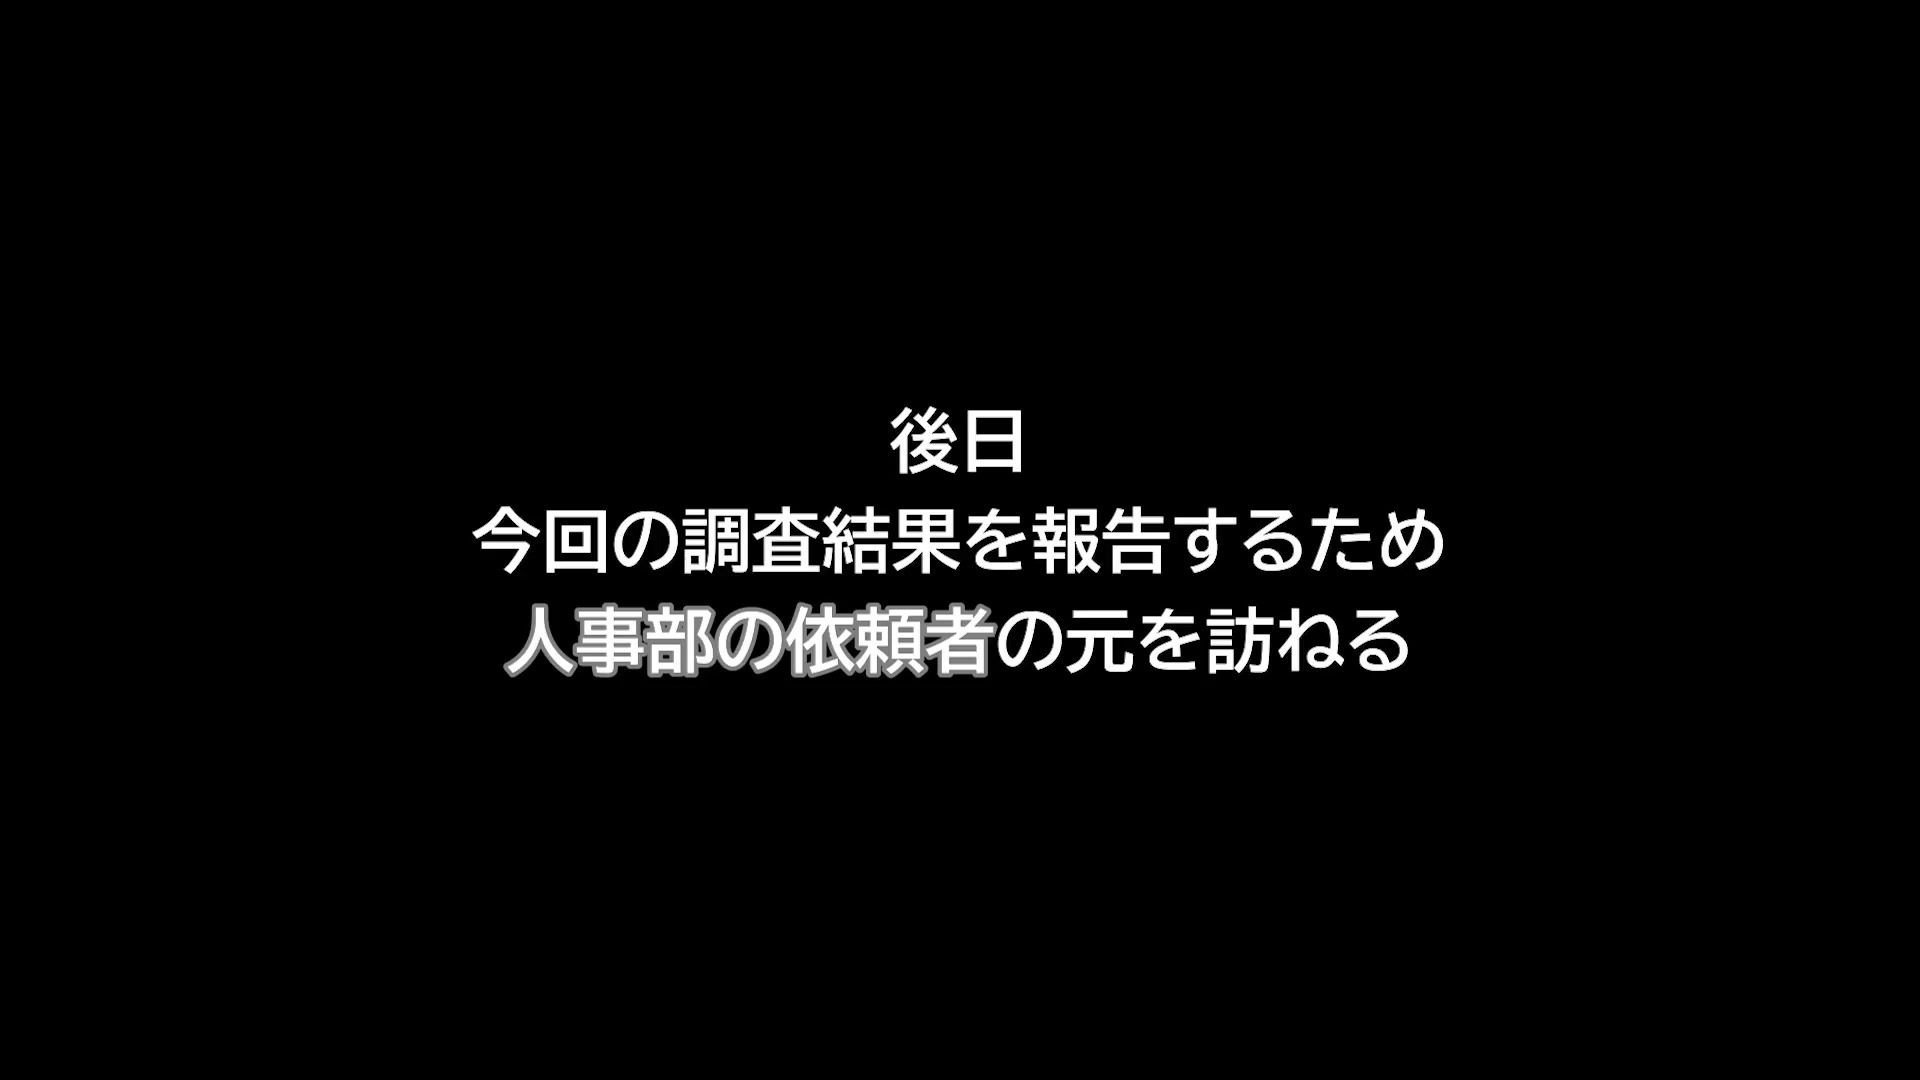 後日
今回の調査結果を報告するため
人事部の依頼者の元を訪ねる